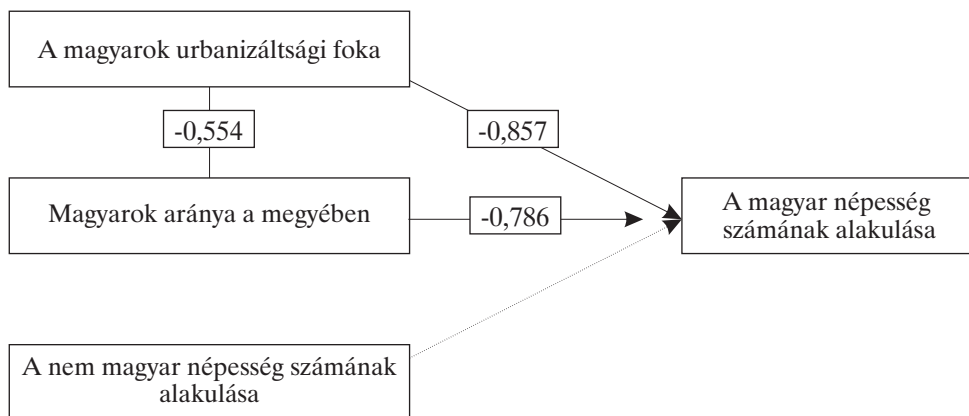 A magyarok urbanizáltsági foka
-0,554
-0,857
Magyarok aránya a megyében
-0,786
A magyar népesség
számának alakulása
A nem magyar népesség számának
alakulása